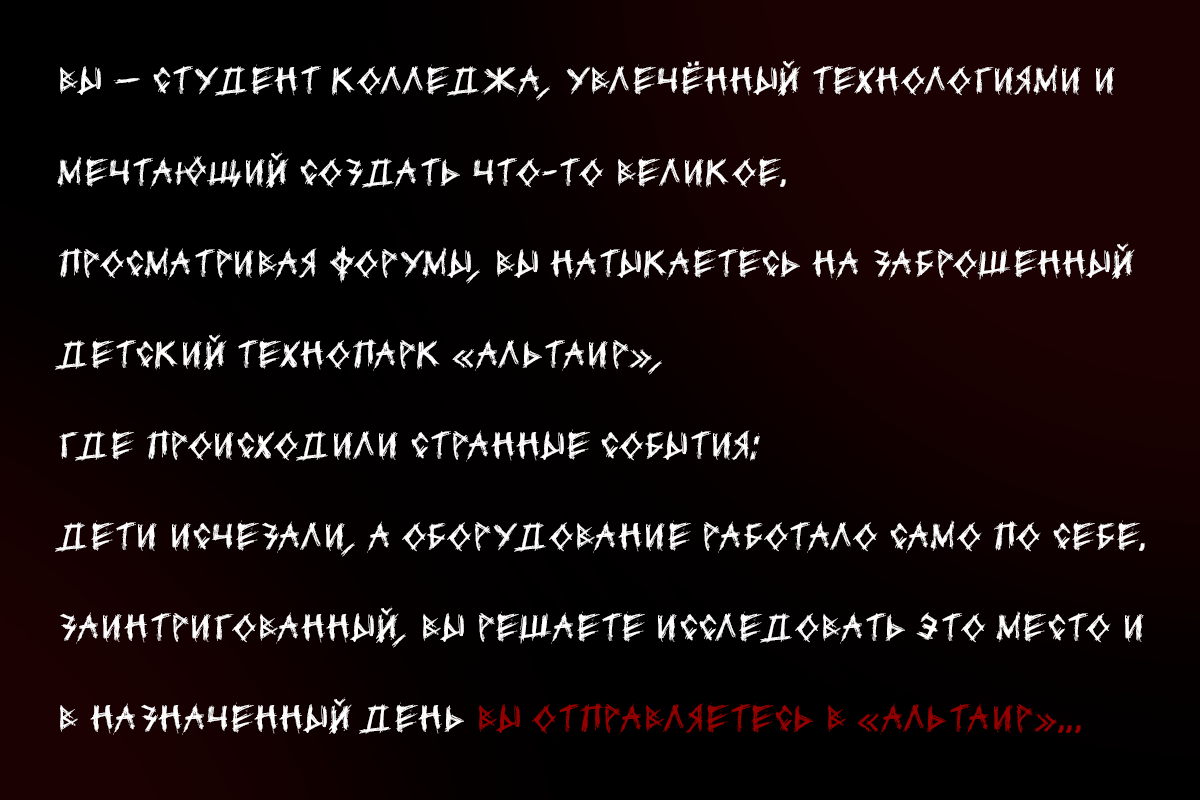 ВЫ — СТУДЕНТ КОЛЛЕДЖА, УВЛЕЧЁННЫЙ ТЕХНОЛОГИЯМИ И
МЕЧТАЮЩИЙ СОЗДАТЬ ЧТО-ТО ВЕЛИКОЕ.
ПРОСМАТРИВАЯ ФОРУМЫ, ВЫ НАТЫКАЕТЕСЬ НА ЗАБРОШЕННЫЙ
ДЕТСКИЙ ТЕХНОПАРК «АЛЬТАИР»,
ГДЕ ПРОИСХОДИЛИ СТРАННЫЕ СОБЫТИЯ:
ДЕТИ ИСЧЕЗАЛИ, А ОБОРУДОВАНИЕ РАБОТАЛО САМО ПО СЕБЕ.
ЗАИНТРИГОВАННЫЙ, ВЫ РЕШАЕТЕ ИССЛЕДОВАТЬ ЭТО МЕСТО И
В НАЗНАЧЕННЫЙ ДЕНЬ ВЫ ОТПРАВЛЯЕТЕСЬ В «АЛЬТАИР»...